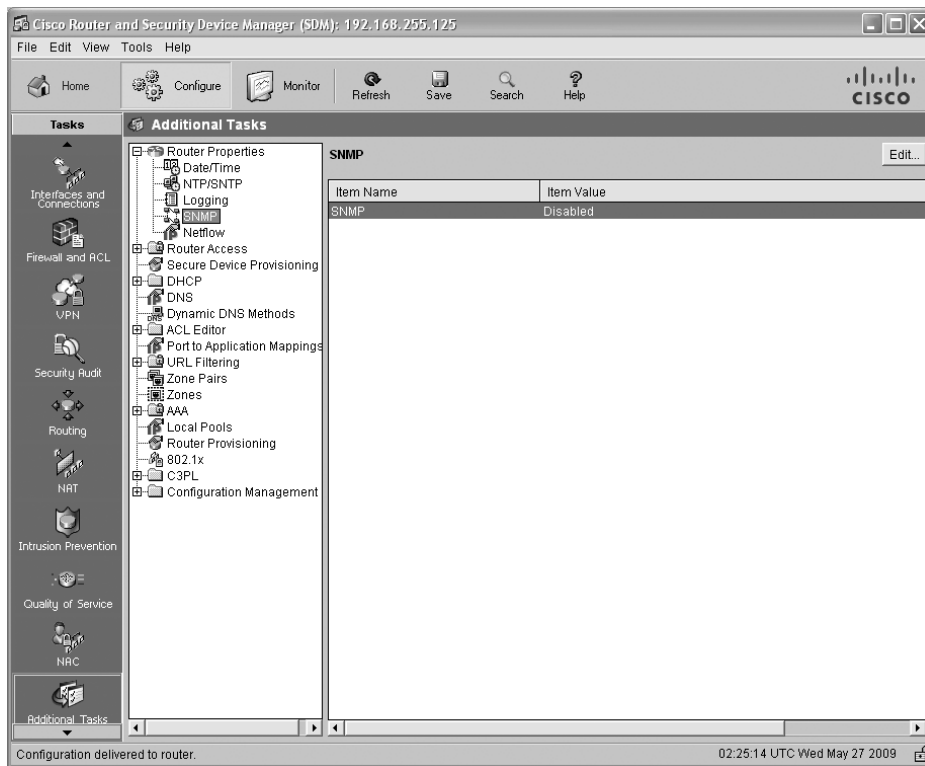 Cisco Router and Security Device Manager (SDM): 192.168.255.125
File Edit View Tools Help
Home
Configure
Monitor
Refresh
Save
Search
Help
CISCO
Tasks
Interfaces and Connections
Firewall and ACL
VPN
Security Audit
Routing
NAT
Intrusion Prevention
Quality of Service
NAC
Additional Tasks
Additional Tasks
Router Properties
Date/Time
NTP/SNTP
Logging
SNMP
Netflow
Router Access
Secure Device Provisioning
DHCP
DNS
Dynamic DNS Methods
ACL Editor
Port to Application Mappings
URL Filtering
Zone Pairs
Zones
AAA
Local Pools
Router Provisioning
802.1x
C3PL
Configuration Management
SNMP
Edit...
Item Name Item Value
SNMP Disabled
Configuration delivered to router.
02:25:14 UTC Wed May 27 2009